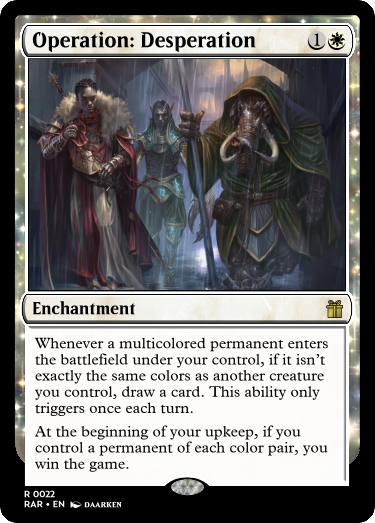 Operation: Desperation 1
Enchantment
Whenever a multicolored permanent enters
the battlefield under your control, if it isn't
exactly the same colors as another creature
you control, draw a card. This ability only
triggers once each turn.
At the beginning of your upkeep, if you
control a permanent of each color pair, you
win the game.
R 0022
RAR • EN DAARKEN